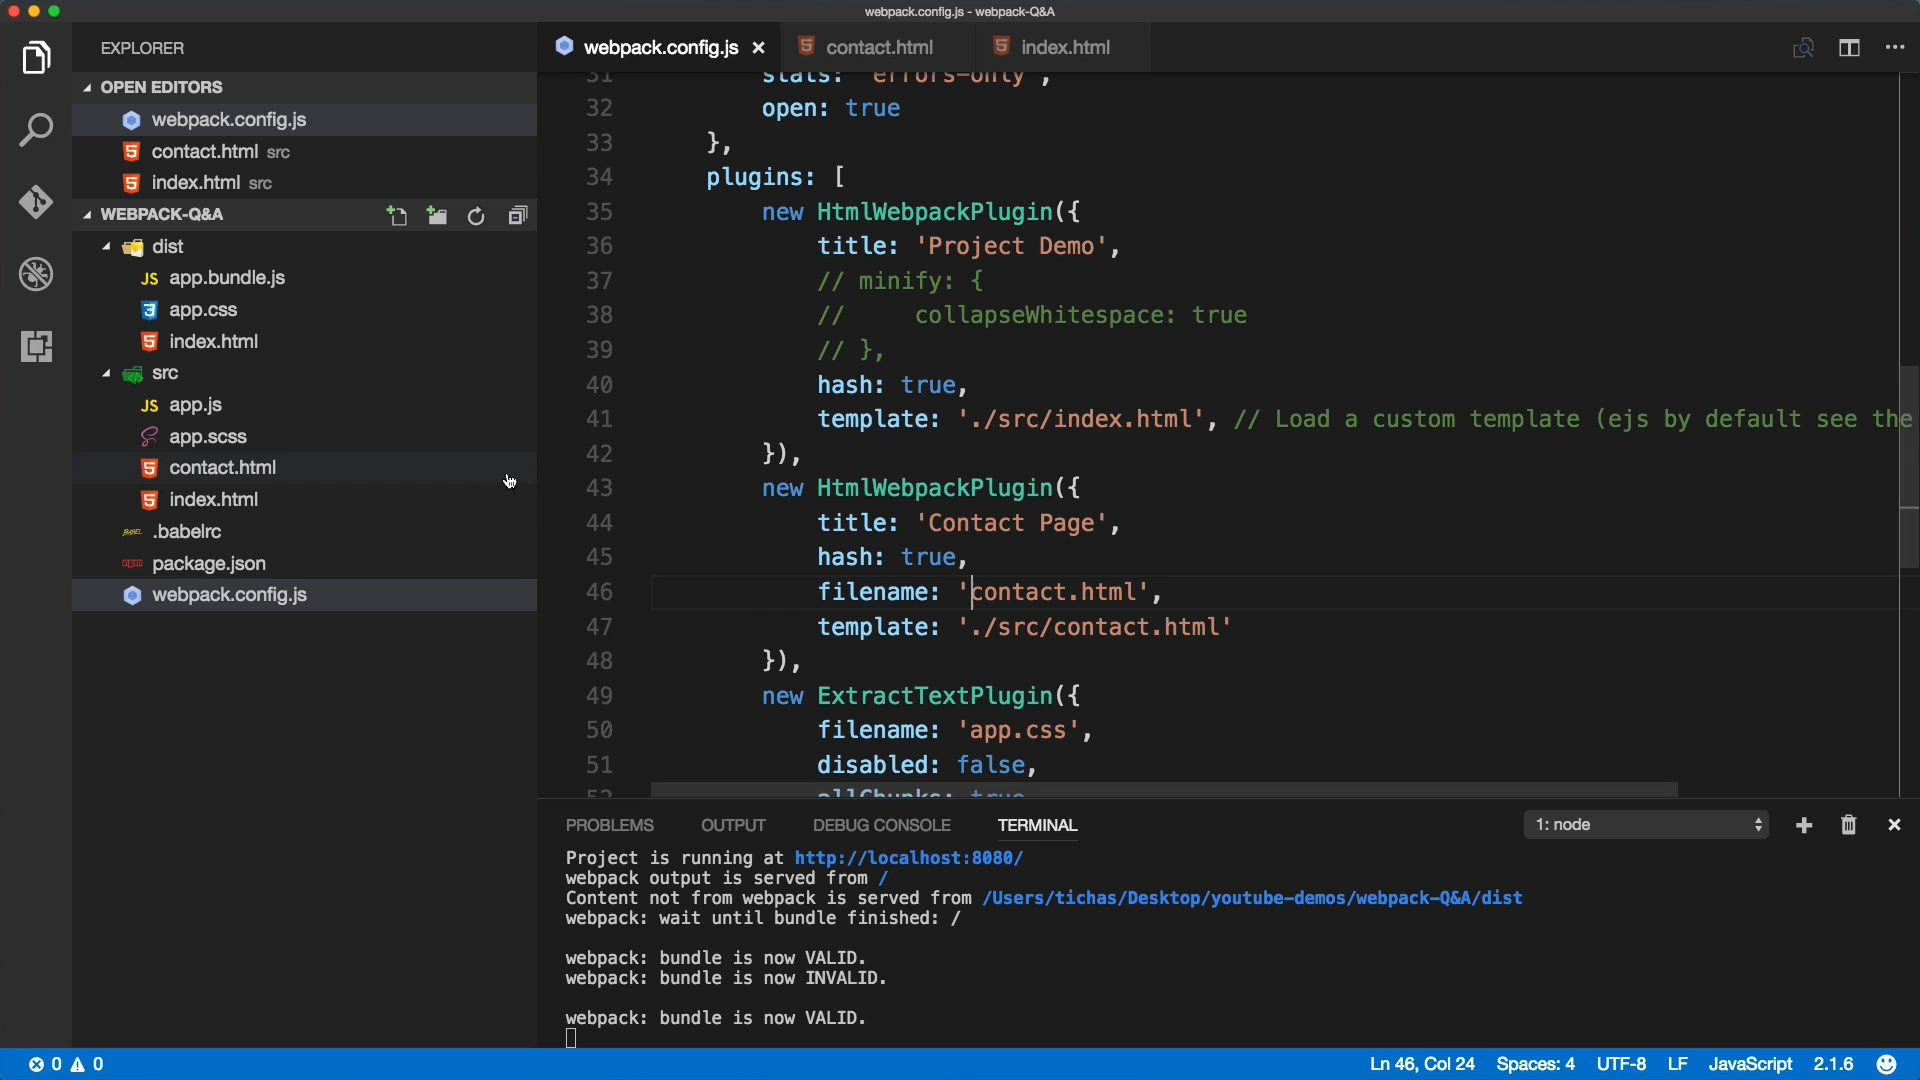 webpack.config.js - webpack-Q&A
EXPLORER
OPEN EDITORS
webpack.config.js
contact.html src
index.html src
WEBPACK-Q&A
dist
JS app.bundle.js
app.css
index.html
src
JS app.js
app.scss
contact.html
index.html
.babelrc
package.json
webpack.config.js
webpack.config.js
contact.html
index.html
31 stats: "errors-only",
32 open: true
33 },
34 plugins: [
35 new HtmlWebpackPlugin({
36 title: 'Project Demo',
37 // minify: {
38 //     collapseWhitespace: true
39 // },
40 hash: true,
41 template: './src/index.html', // Load a custom template (ejs by default see the
42 }),
43 new HtmlWebpackPlugin({
44 title: 'Contact Page',
45 hash: true,
46 filename: 'contact.html',
47 template: './src/contact.html'
48 }),
49 new ExtractTextPlugin({
50 filename: 'app.css',
51 disabled: false,
52 allChunks: true
PROBLEMS OUTPUT DEBUG CONSOLE TERMINAL 1: node
Project is running at http://localhost:8080/
webpack output is served from /
Content not from webpack is served from /Users/tichas/Desktop/youtube-demos/webpack-Q&A/dist
webpack: wait until bundle finished: /
webpack: bundle is now VALID.
webpack: bundle is now INVALID.
webpack: bundle is now VALID.
0 0 Ln 46, Col 24 Spaces: 4 UTF-8 LF JavaScript 2.1.6